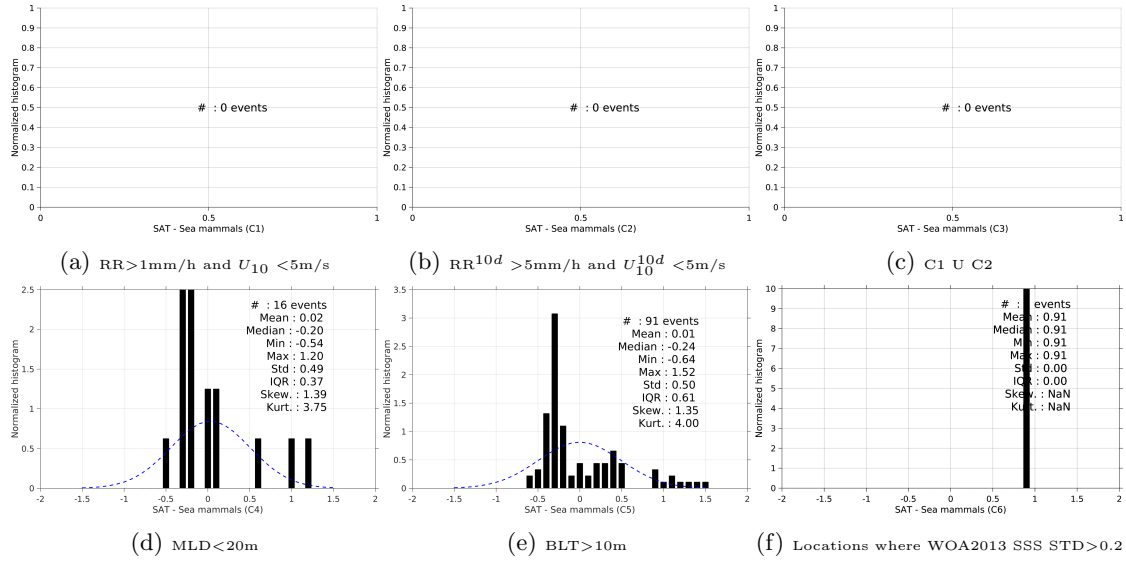 1
0.9
0.8
0.7
0.6
0.5
0.4
0.3
0.2
0.1
0
Normalized histogram
# : 0 events
0 0.5 1
SAT - Sea mammals (C1)
(a) RR>1mm/h and U10 <5m/s
1
0.9
0.8
0.7
0.6
0.5
0.4
0.3
0.2
0.1
0
Normalized histogram
# : 0 events
0 0.5 1
SAT - Sea mammals (C2)
(b) RR10d >5mm/h and U10 10d <5m/s
1
0.9
0.8
0.7
0.6
0.5
0.4
0.3
0.2
0.1
0
Normalized histogram
# : 0 events
0 0.5 1
SAT - Sea mammals (C3)
(c) C1 U C2
2.5
2
1.5
1
0.5
0
Normalized histogram
# : 16 events
Mean : 0.02
Median : -0.20
Min : -0.54
Max : 1.20
Std : 0.49
IQR : 0.37
Skew. : 1.39
Kurt. : 3.75
-2 -1.5 -1 -0.5 0 0.5 1 1.5 2
SAT - Sea mammals (C4)
(d) MLD<20m
3.5
3
2.5
2
1.5
1
0.5
0
Normalized histogram
# : 91 events
Mean : 0.01
Median : -0.24
Min : -0.64
Max : 1.52
Std : 0.50
IQR : 0.61
Skew. : 1.35
Kurt. : 4.00
-2 -1.5 -1 -0.5 0 0.5 1 1.5 2
SAT - Sea mammals (C5)
(e) BLT>10m
10
9
8
7
6
5
4
3
2
1
0
Normalized histogram
# : events
Mean : 0.91
Median : 0.91
Min : 0.91
Max : 0.91
Std : 0.00
IQR : 0.00
Skew. : NaN
Kurt. : NaN
-2 -1.5 -1 -0.5 0 0.5 1 1.5 2
SAT - Sea mammals (C6)
(f) Locations where WOA2013 SSS STD>0.2